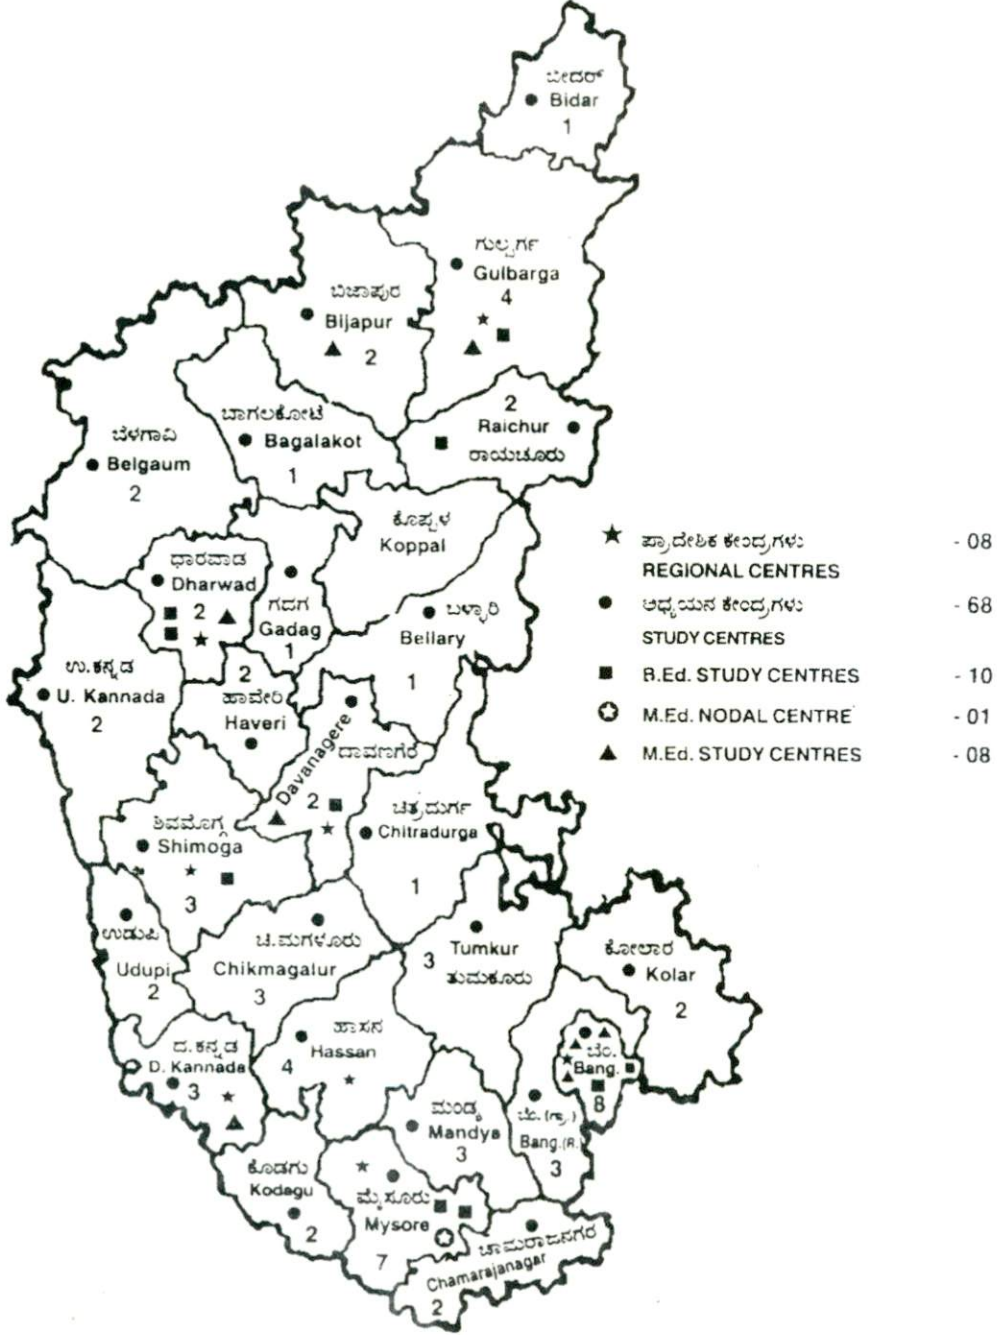 ಬೀದರ್
Bidar
1
ಗುಲ್ಬರ್ಗ
Gulbarga
4
ಬಿಜಾಪುರ
Bijapur
2
2
Raichur
ರಾಯಚೂರು
ಬಾಗಲಕೋಟೆ
Bagalakot
1
ಬೆಳಗಾವಿ
Belgaum
2
ಕೊಪ್ಪಳ
Koppal
ಧಾರವಾಡ
Dharwad
2
ಗದಗ
Gadag
1
ಬಳ್ಳಾರಿ
Bellary
1
ಉ.ಕನ್ನಡ
U. Kannada
2
2
ಹಾವೇರಿ
Haveri
ದಾವಣಗೆರೆ
Davanagere
2
ಚಿತ್ರದುರ್ಗ
Chitradurga
1
ಶಿವಮೊಗ್ಗ
Shimoga
3
ಉಡುಪಿ
Udupi
2
ಚಿ.ಮಗಳೂರು
Chikmagalur
3
3 Tumkur
ತುಮಕೂರು
ಕೋಲಾರ
Kolar
2
ಹಾಸನ
Hassan
4
ದ.ಕನ್ನಡ
D. Kannada
3
ಬೆಂ.
Bang.
8
ಬೆಂ.(ಗ್ರಾ.)
Bang.(R.)
3
ಮಂಡ್ಯ
Mandya
3
ಕೊಡಗು
Kodagu
2
ಮೈಸೂರು
Mysore
7
ಚಾಮರಾಜನಗರ
Chamarajanagar
2
ಪ್ರಾದೇಶಿಕ ಕೇಂದ್ರಗಳು - 08
REGIONAL CENTRES
ಅಧ್ಯಯನ ಕೇಂದ್ರಗಳು - 68
STUDY CENTRES
B.Ed. STUDY CENTRES - 10
M.Ed. NODAL CENTRE - 01
M.Ed. STUDY CENTRES - 08